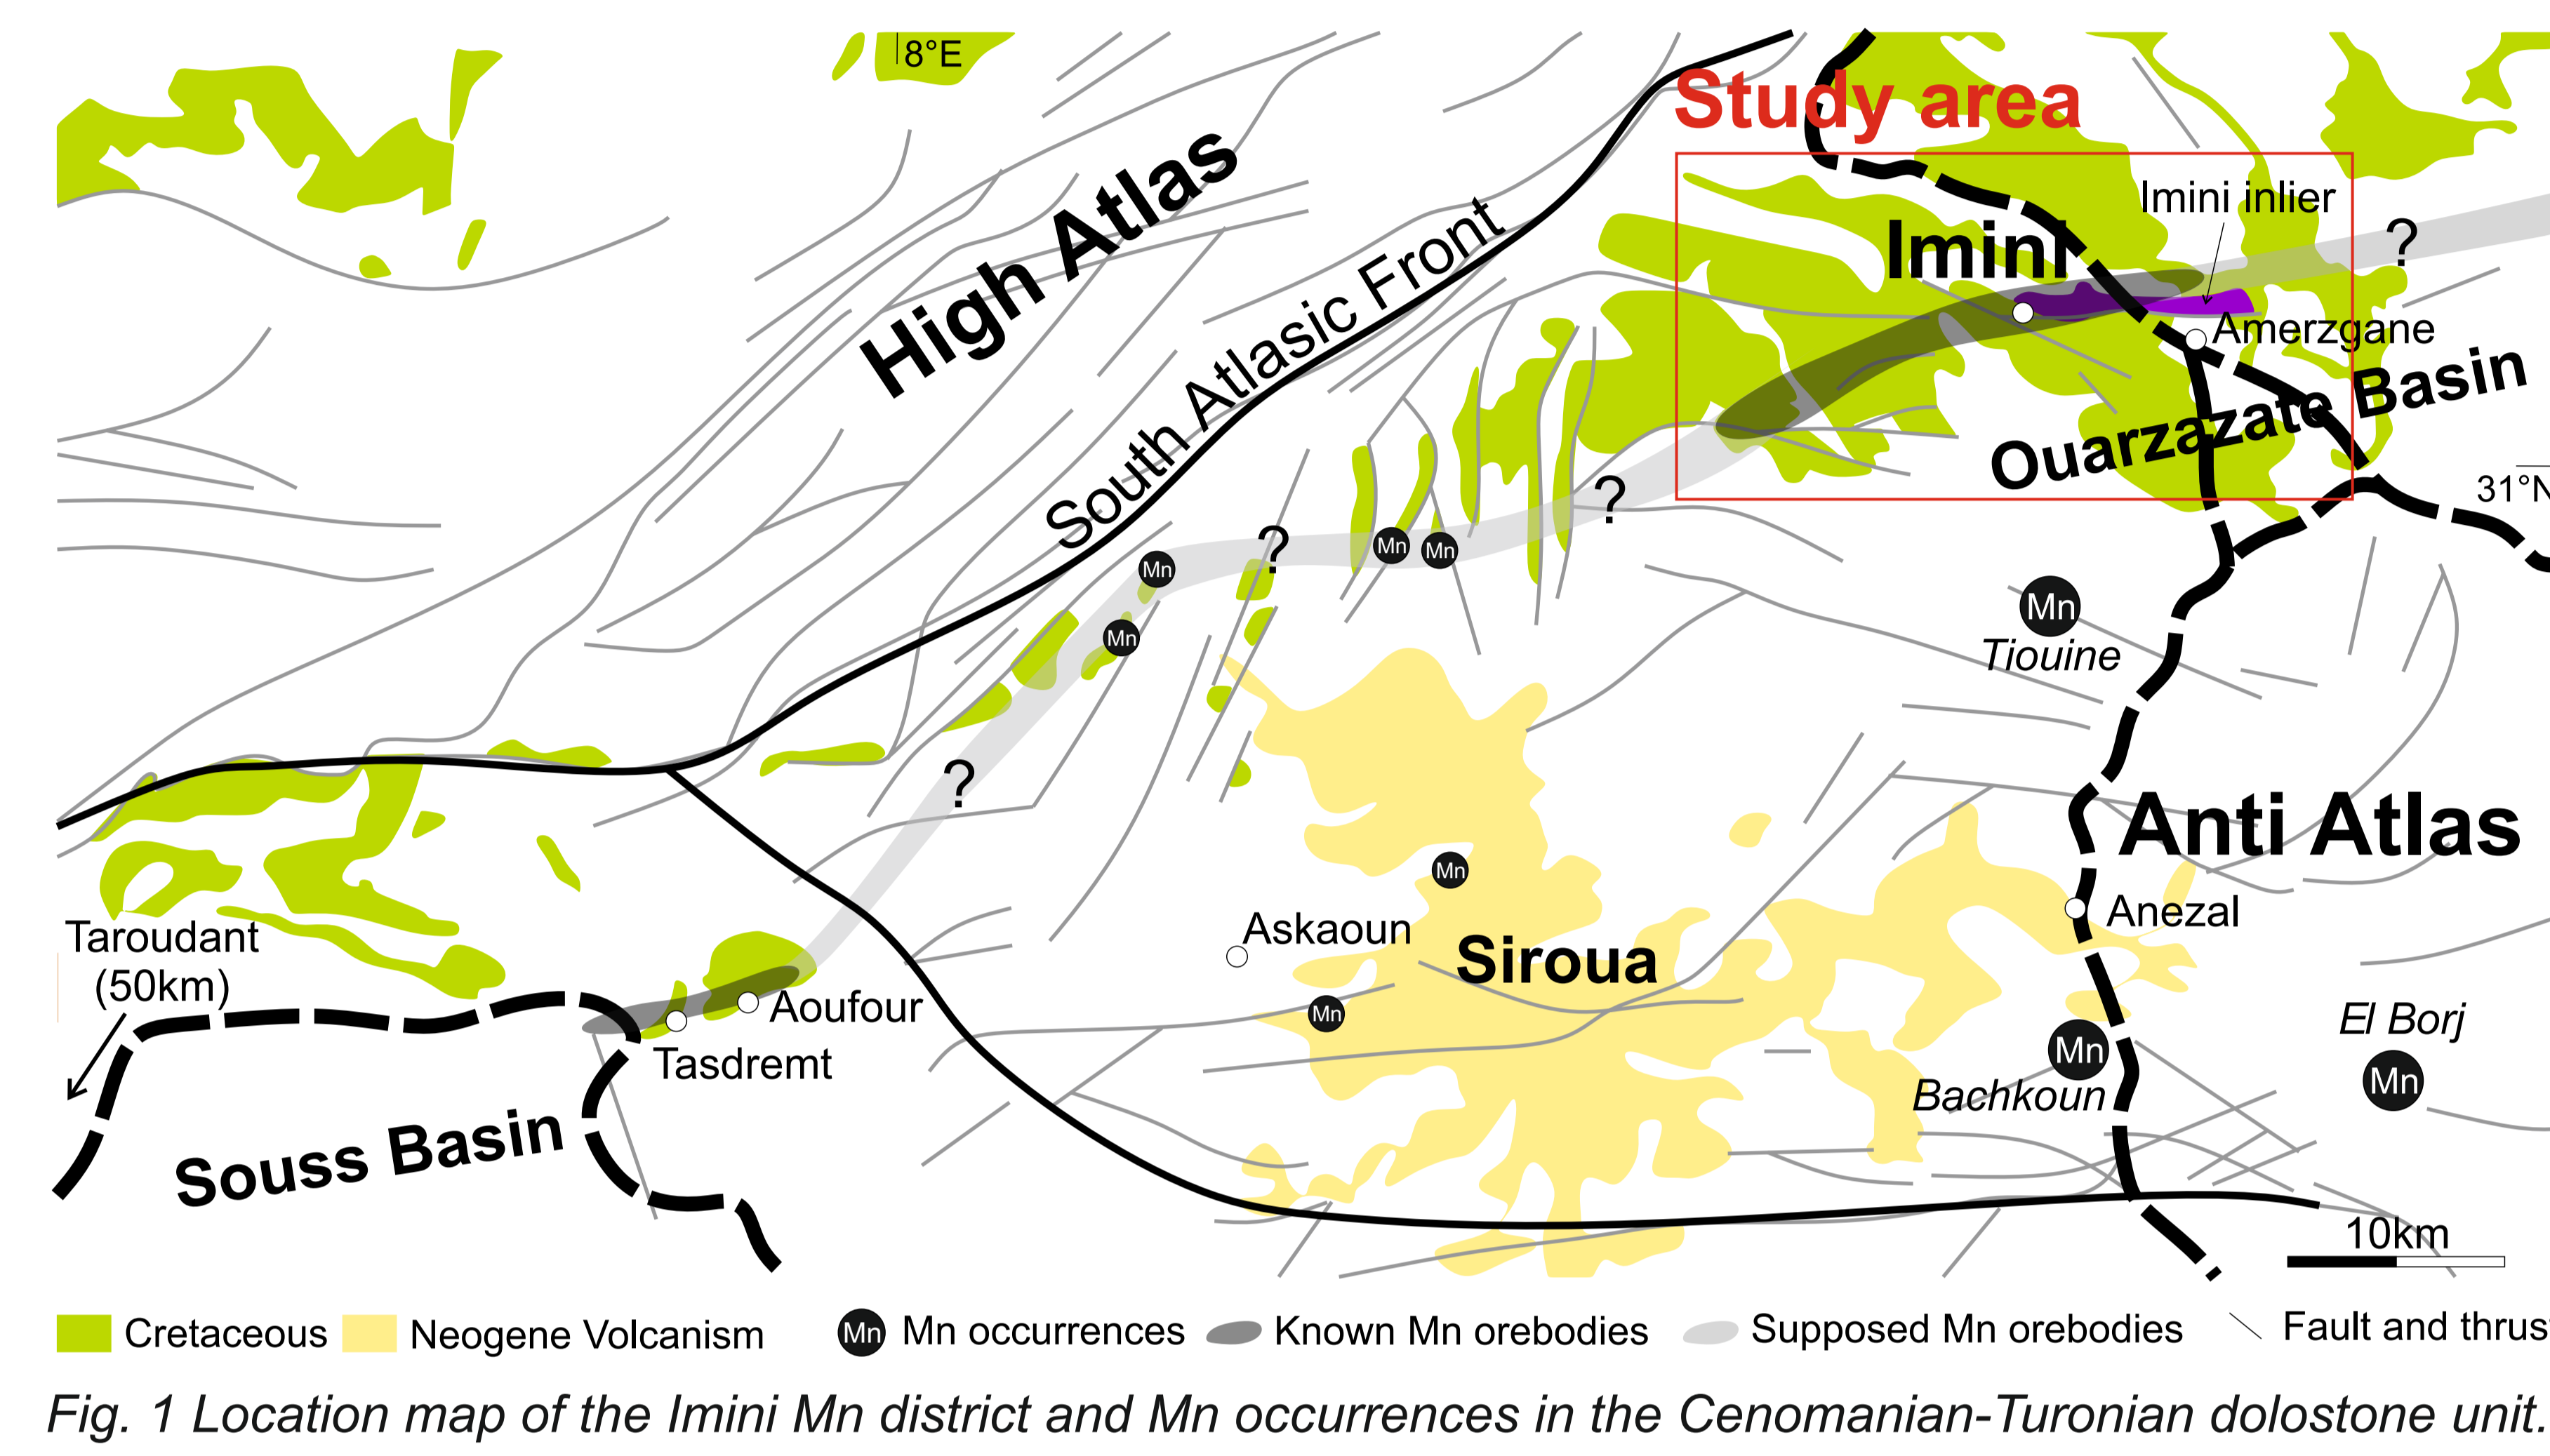 8°E
Study area
High Atlas
Imini inlier
Imini
South Atlasic Front
?
Amerzgane
Ouarzazate Basin
31°N
?
?
Mn
Mn
Mn
Mn
Mn
Tiouine
?
Anti Atlas
Mn
Anezal
Taroudant
(50km)
Askaoun
Siroua
Aoufour
Mn
El Borj
Tasdremt
Mn
Mn
Bachkoun
Souss Basin
10km
Cretaceous
Neogene Volcanism
Mn
Mn occurrences
Known Mn orebodies
Supposed Mn orebodies
Fault and thrus
Fig. 1 Location map of the Imini Mn district and Mn occurrences in the Cenomanian-Turonian dolostone unit.